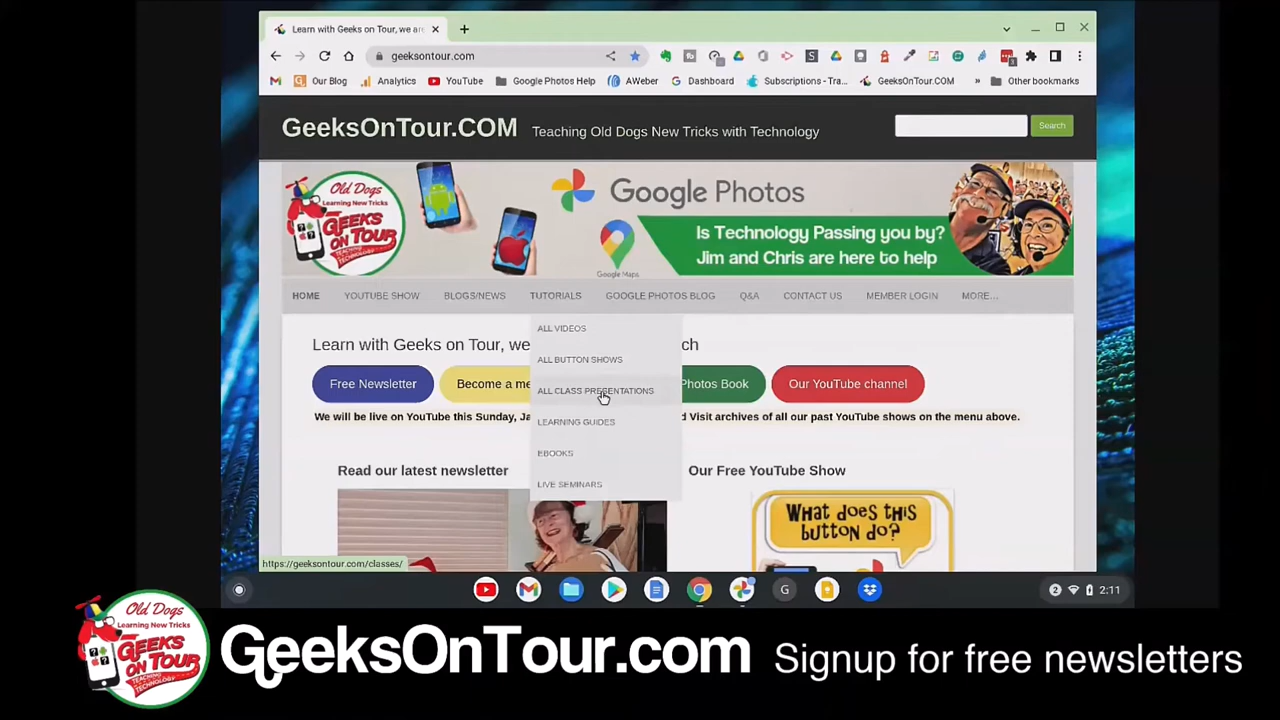 Learn with Geeks on Tour, we are
geeksontour.com
Our Blog Analytics YouTube Google Photos Help AWeber Dashboard Subscriptions - Tra... GeeksOnTour.COM » Other bookmarks
GeeksOnTour.COM Teaching Old Dogs New Tricks with Technology Search
Old Dogs
Learning New Tricks
GEEKS
ON TOUR
TEACHING
TECHNOLOGY
Google Photos
Google Maps
Is Technology Passing you by?
Jim and Chris are here to help
HOME YOUTUBE SHOW BLOGS/NEWS TUTORIALS GOOGLE PHOTOS BLOG Q&A CONTACT US MEMBER LOGIN MORE...
ALL VIDEOS
ALL BUTTON SHOWS
ALL CLASS PRESENTATIONS
LEARNING GUIDES
EBOOKS
LIVE SEMINARS
Learn with Geeks on Tour, we ch
Free Newsletter Become a me Photos Book Our YouTube channel
We will be live on YouTube this Sunday, Ja d Visit archives of all our past YouTube shows on the menu above.
Read our latest newsletter Our Free YouTube Show
What does this
button do?
https://geeksontour.com/classes/
2 2:11
Old Dogs
Learning New Tricks
GEEKS
ON TOUR
TEACHING
TECHNOLOGY
GeeksOnTour.com Signup for free newsletters